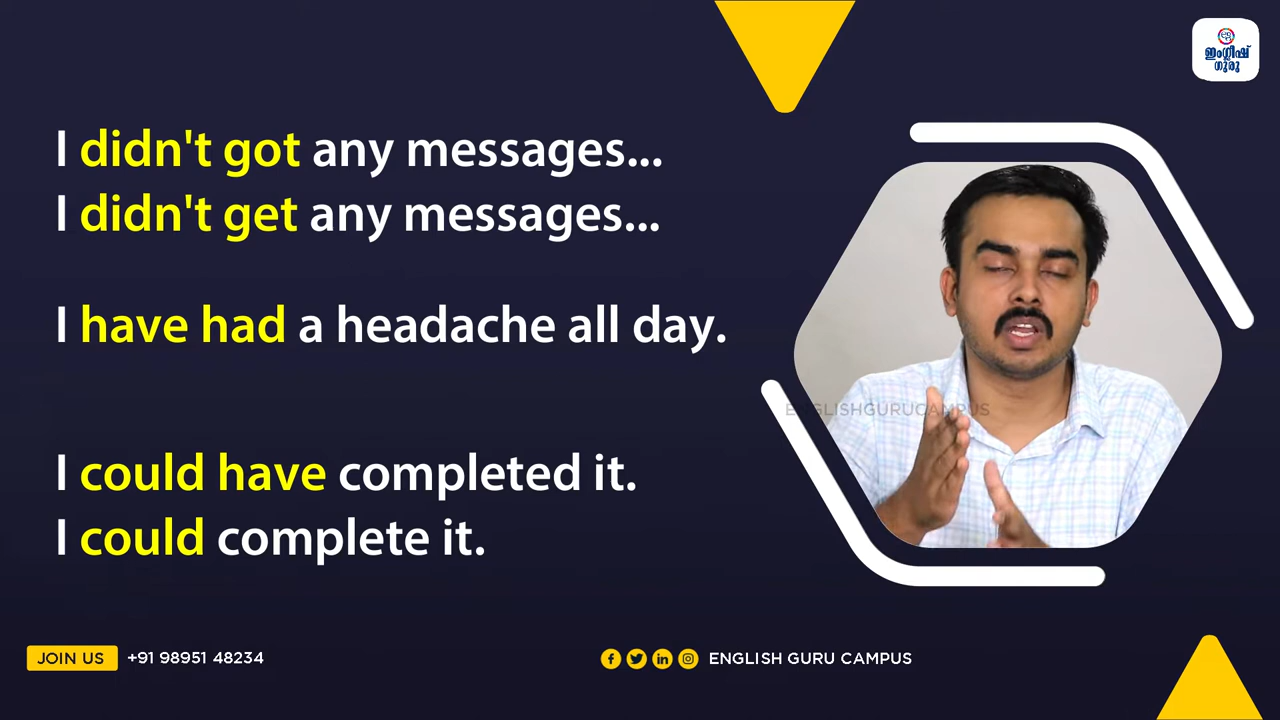 ഇംഗ്ലീഷ്
ഗുരു
I didn't got any messages...
I didn't get any messages...
I have had a headache all day.
ENGLISHGURUCAMPUS
I could have completed it.
I could complete it.
JOIN US +91 98951 48234
ENGLISH GURU CAMPUS